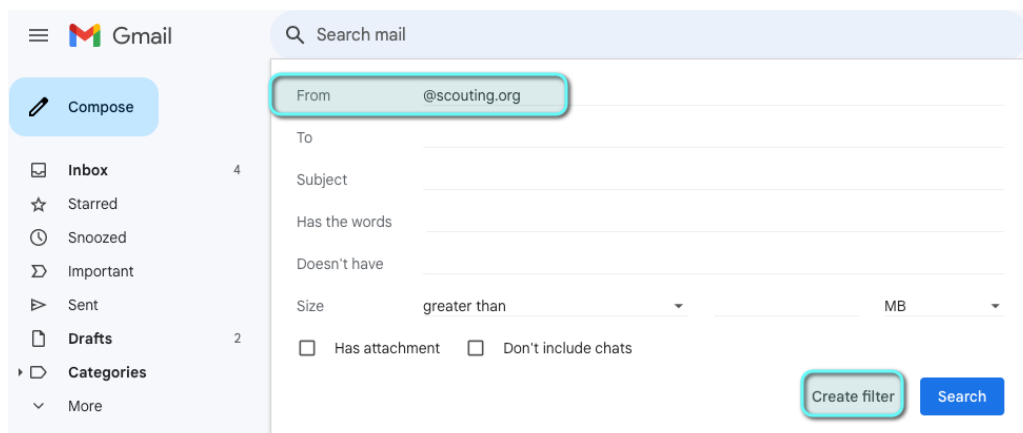 Gmail
Search mail
Compose
Inbox 4
Starred
Snoozed
Important
Sent
Drafts 2
Categories
More
From @scouting.org
To
Subject
Has the words
Doesn't have
Size greater than MB
Has attachment Don't include chats
Create filter Search